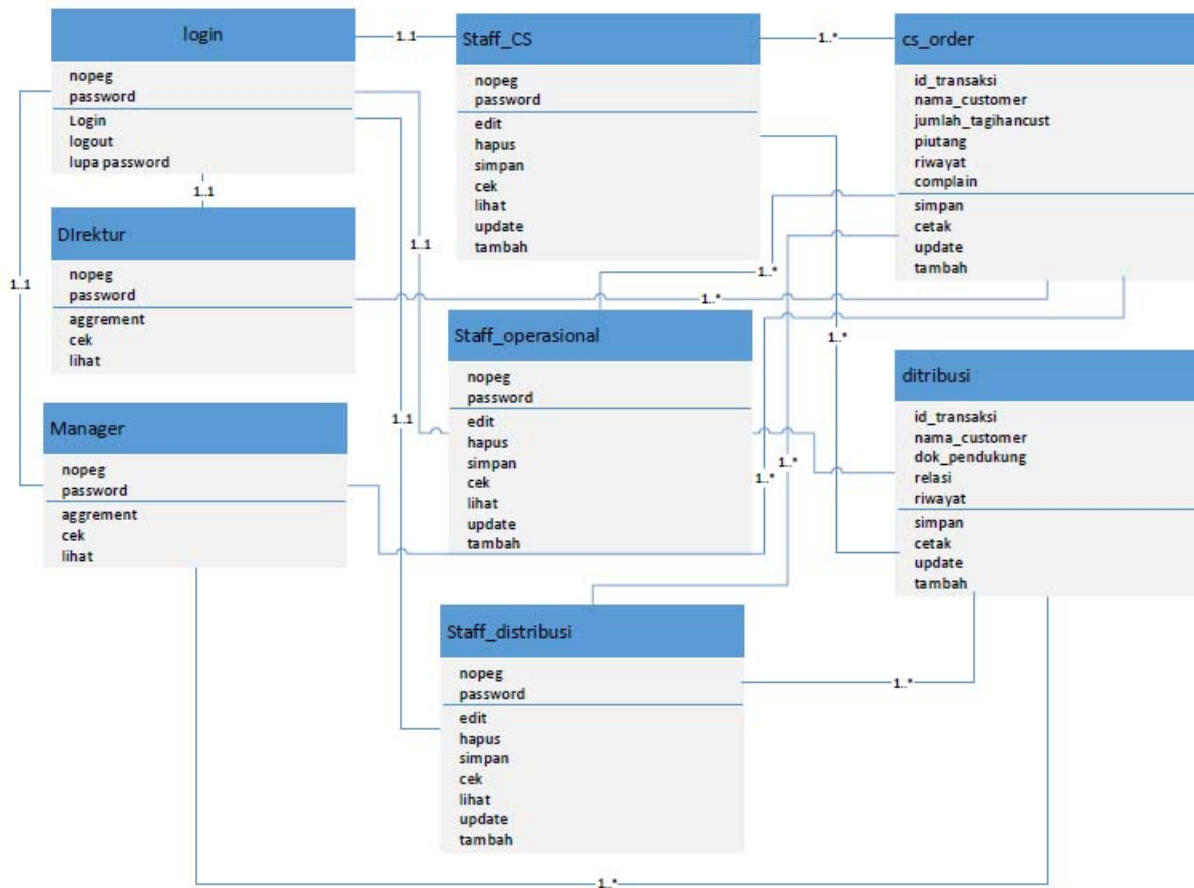 login
nopeg
password
Login
logout
lupa password
1..1
Staff_CS
nopeg
password
edit
hapus
simpan
cek
lihat
update
tambah
1..*
cs_order
id_transaksi
nama_customer
jumlah_tagihancust
piutang
riwayat
complain
simpan
cetak
update
tambah
1..1
DIrektur
nopeg
password
aggrement
cek
lihat
1..1
1..1
1..*
1..*
Staff_operasional
nopeg
password
edit
hapus
simpan
cek
lihat
update
tambah
1..*
ditribusi
id_transaksi
nama_customer
dok_pendukung
relasi
riwayat
simpan
cetak
update
tambah
Manager
nopeg
password
aggrement
cek
lihat
1..1
1..*
1..*
Staff_distribusi
nopeg
password
edit
hapus
simpan
cek
lihat
update
tambah
1..*
1..*